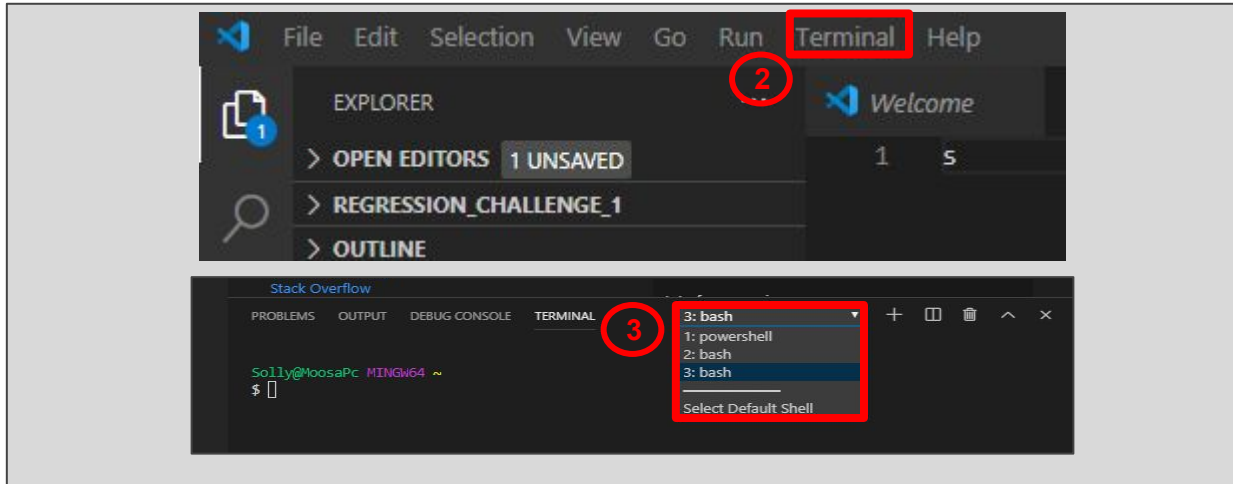 File Edit Selection View Go Run Terminal Help
2
EXPLORER
Welcome
1
> OPEN EDITORS 1 UNSAVED
1 s
> REGRESSION_CHALLENGE_1
> OUTLINE
Stack Overflow
PROBLEMS OUTPUT DEBUG CONSOLE TERMINAL
3
3: bash
1: powershell
2: bash
3: bash
Select Default Shell
Solly@MoosaPc MINGW64 ~
$